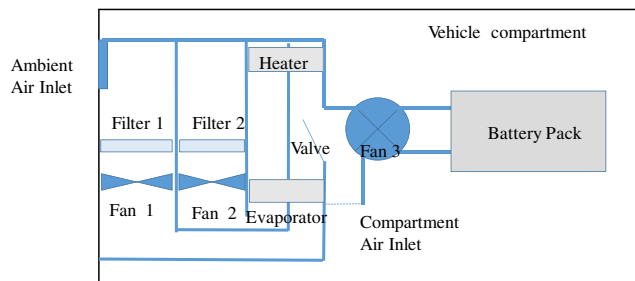 Vehicle compartment
Ambient
Air Inlet
Heater
Filter 1
Filter 2
Valve
Fan 3
Battery Pack
Fan 1
Fan 2
Evaporator
Compartment
Air Inlet